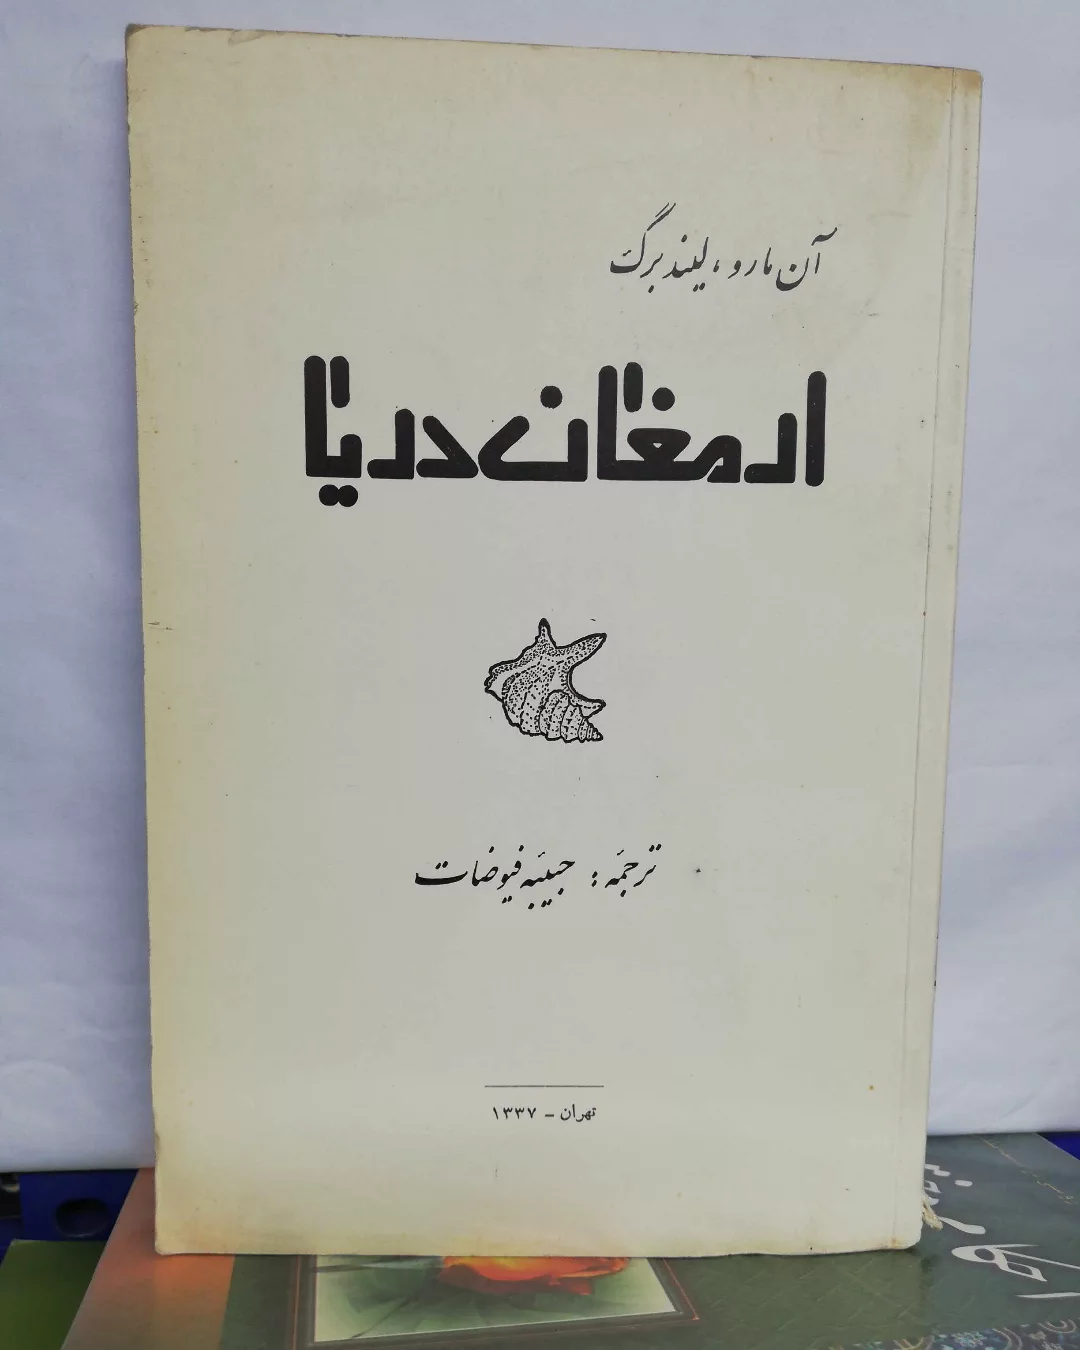 آن مارو، لیندبرگ
ارمغان دریا
ترجمهٔ : حبیبه فیوضات
تهران - ۱۳۳۷